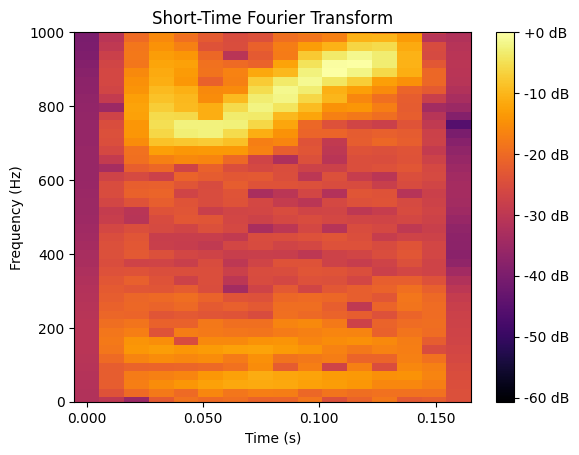 Short-Time Fourier Transform
1000
800
600
400
200
0
Frequency (Hz)
0.000
0.050
0.100
0.150
Time (s)
+0 dB
-10 dB
-20 dB
-30 dB
-40 dB
-50 dB
-60 dB